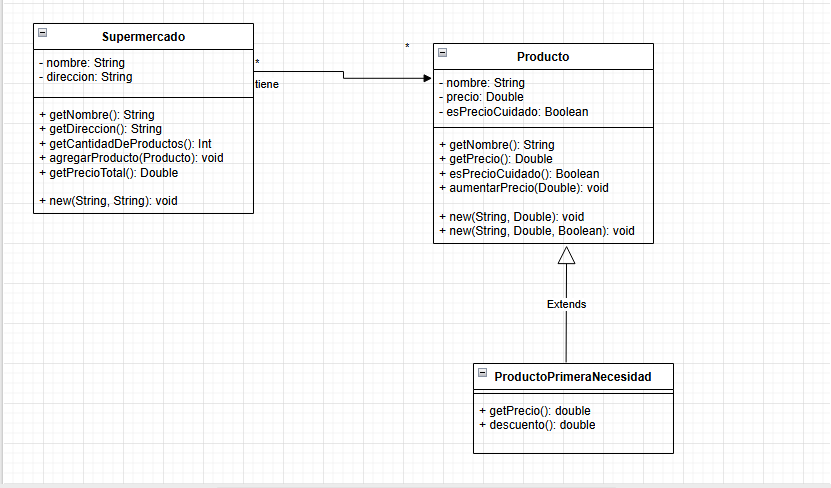 Supermercado
- nombre: String
- direccion: String
+ getNombre(): String
+ getDireccion(): String
+ getCantidadDeProductos(): Int
+ agregarProducto(Producto): void
+ getPrecioTotal(): Double
+ new(String, String): void
*
tiene
*
Producto
- nombre: String
- precio: Double
- esPrecioCuidado: Boolean
+ getNombre(): String
+ getPrecio(): Double
+ esPrecioCuidado(): Boolean
+ aumentarPrecio(Double): void
+ new(String, Double): void
+ new(String, Double, Boolean): void
Extends
ProductoPrimeraNecesidad
+ getPrecio(): double
+ descuento(): double